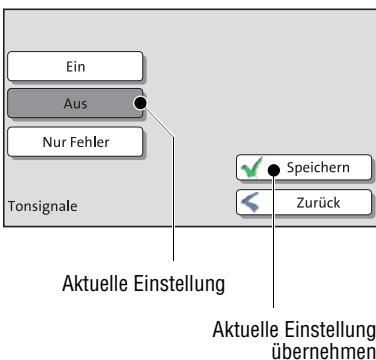 Ein
Aus
Nur Fehler
Speichern
Tonsignale
Zurück
Aktuelle Einstellung
Aktuelle Einstellung
übernehmen